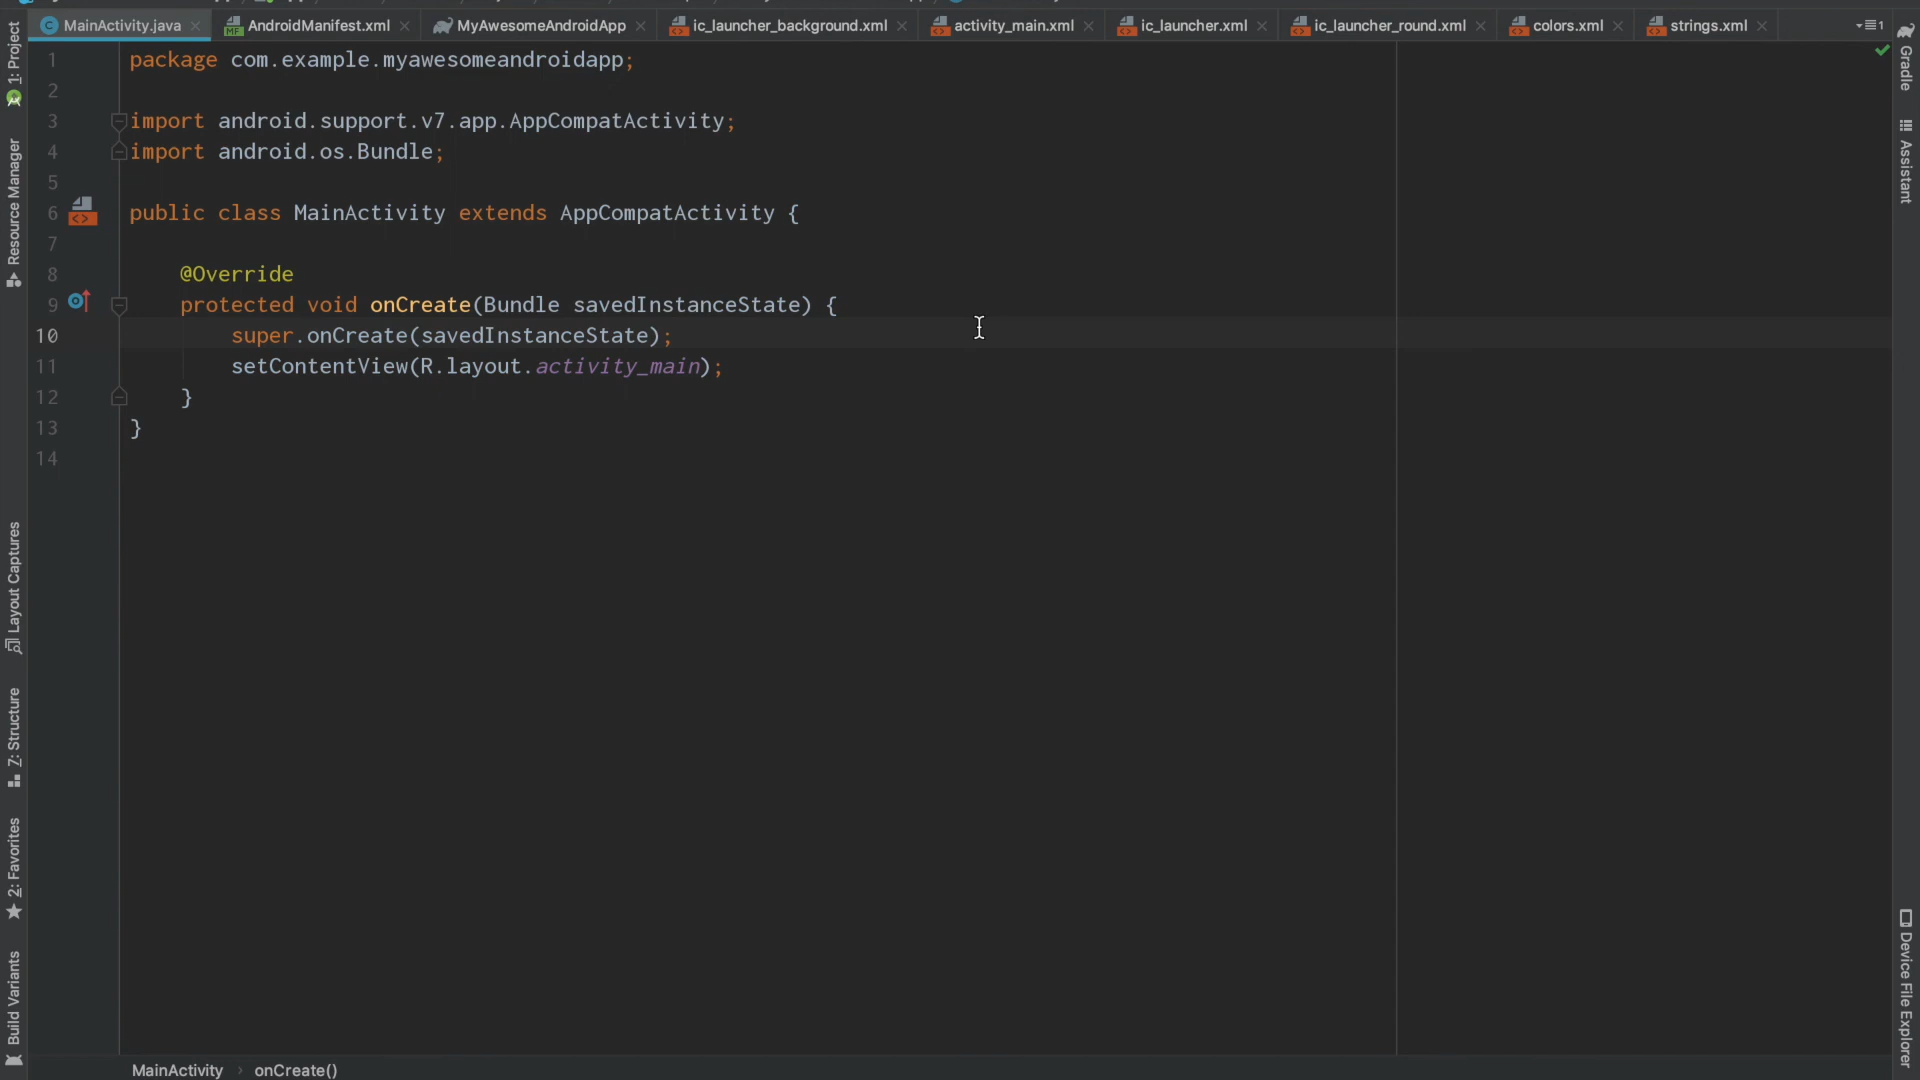 MainActivity.java
AndroidManifest.xml
MyAwesomeAndroidApp
ic_launcher_background.xml
activity_main.xml
ic_launcher.xml
ic_launcher_round.xml
colors.xml
strings.xml
1
1: Project
Resource Manager
Layout Captures
Z: Structure
2: Favorites
Build Variants
1 package com.example.myawesomeandroidapp;
2
3 import android.support.v7.app.AppCompatActivity;
4 import android.os.Bundle;
5
6 public class MainActivity extends AppCompatActivity {
7
8 @Override
9 protected void onCreate(Bundle savedInstanceState) {
10 super.onCreate(savedInstanceState);
11 setContentView(R.layout.activity_main);
12 }
13 }
14
Gradle
Assistant
Device File Explorer
MainActivity › onCreate()